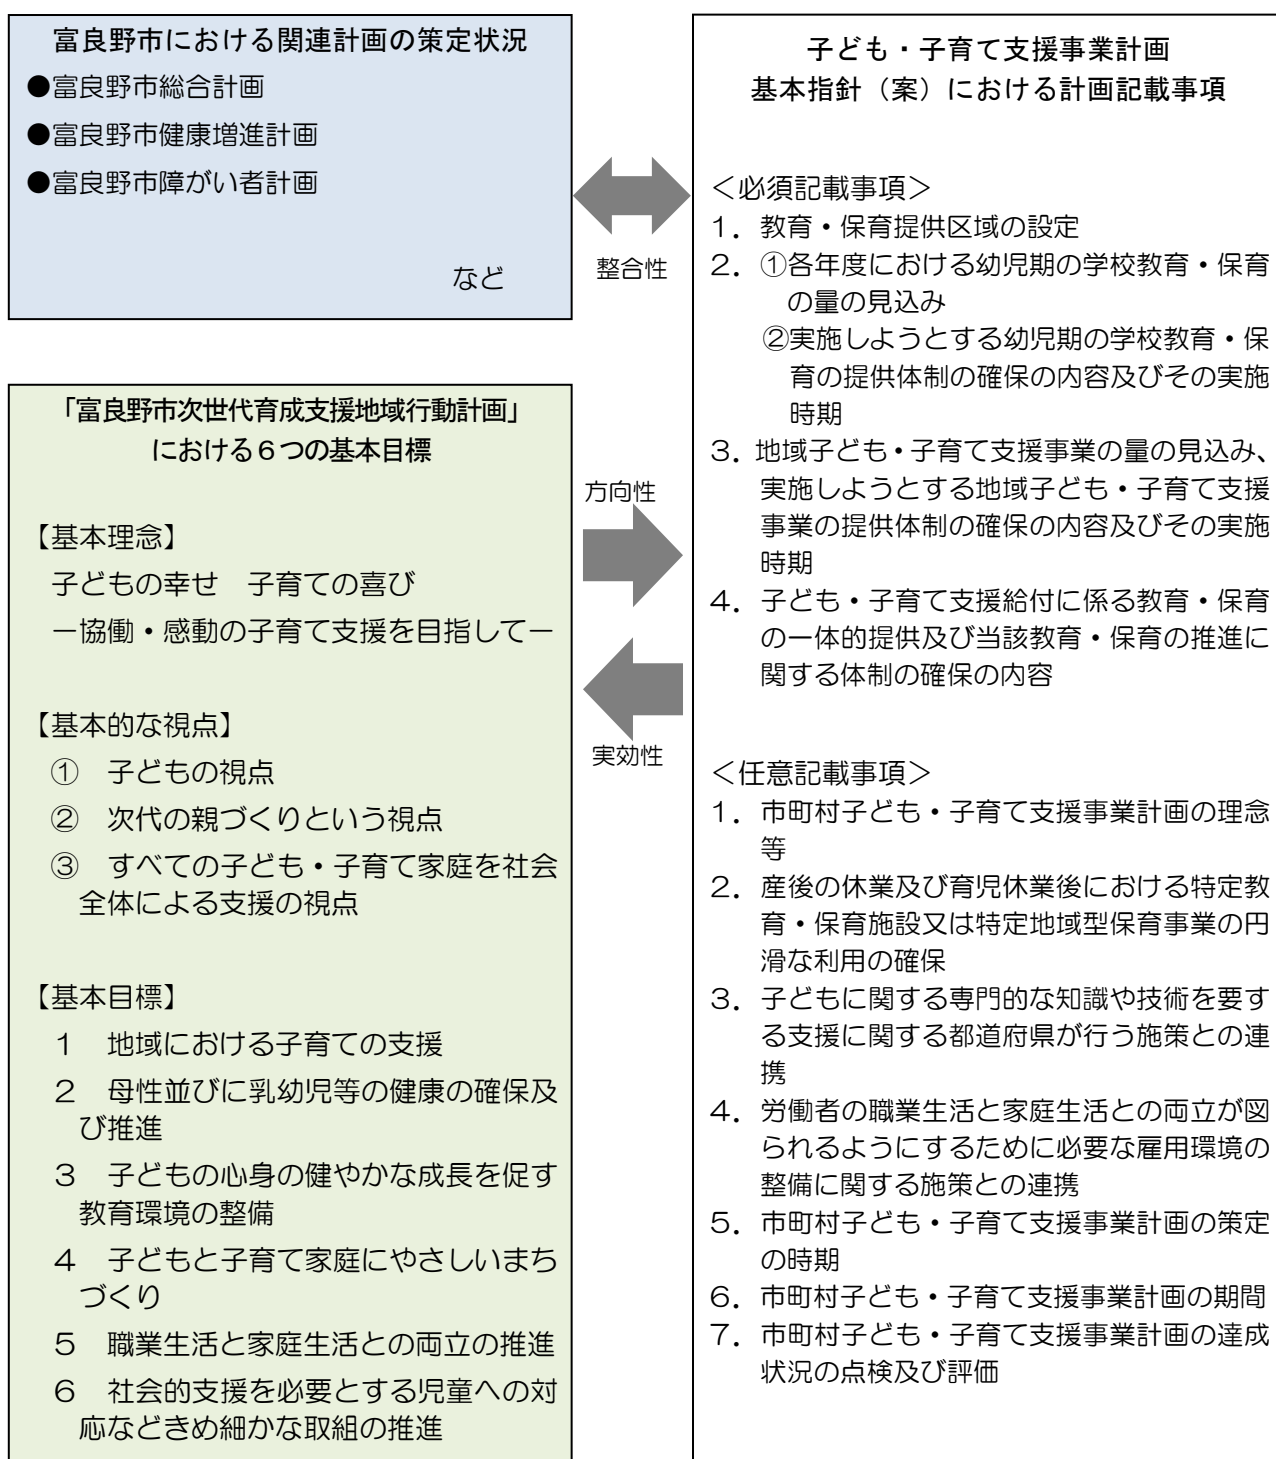 富良野市における関連計画の策定状況
●富良野市総合計画
●富良野市健康増進計画
●富良野市障がい者計画
など
整合性
「富良野市次世代育成支援地域行動計画」
における６つの基本目標
【基本理念】
子どもの幸せ　子育ての喜び
－協働・感動の子育て支援を目指して－
【基本的な視点】
①　子どもの視点
②　次代の親づくりという視点
③　すべての子ども・子育て家庭を社会
全体による支援の視点
【基本目標】
１　地域における子育ての支援
２　母性並びに乳幼児等の健康の確保及
び推進
３　子どもの心身の健やかな成長を促す
教育環境の整備
４　子どもと子育て家庭にやさしいまち
づくり
５　職業生活と家庭生活との両立の推進
６　社会的支援を必要とする児童への対
応などきめ細かな取組の推進
方向性
実効性
子ども・子育て支援事業計画
基本指針（案）における計画記載事項
＜必須記載事項＞
１．教育・保育提供区域の設定
２．①各年度における幼児期の学校教育・保育
の量の見込み
②実施しようとする幼児期の学校教育・保
育の提供体制の確保の内容及びその実施
時期
３．地域子ども・子育て支援事業の量の見込み、
実施しようとする地域子ども・子育て支援
事業の提供体制の確保の内容及びその実施
時期
４．子ども・子育て支援給付に係る教育・保育
の一体的提供及び当該教育・保育の推進に
関する体制の確保の内容
＜任意記載事項＞
１．市町村子ども・子育て支援事業計画の理念
等
２．産後の休業及び育児休業後における特定教
育・保育施設又は特定地域型保育事業の円
滑な利用の確保
３．子どもに関する専門的な知識や技術を要す
る支援に関する都道府県が行う施策との連
携
４．労働者の職業生活と家庭生活との両立が図
られるようにするために必要な雇用環境の
整備に関する施策との連携
５．市町村子ども・子育て支援事業計画の策定
の時期
６．市町村子ども・子育て支援事業計画の期間
７．市町村子ども・子育て支援事業計画の達成
状況の点検及び評価